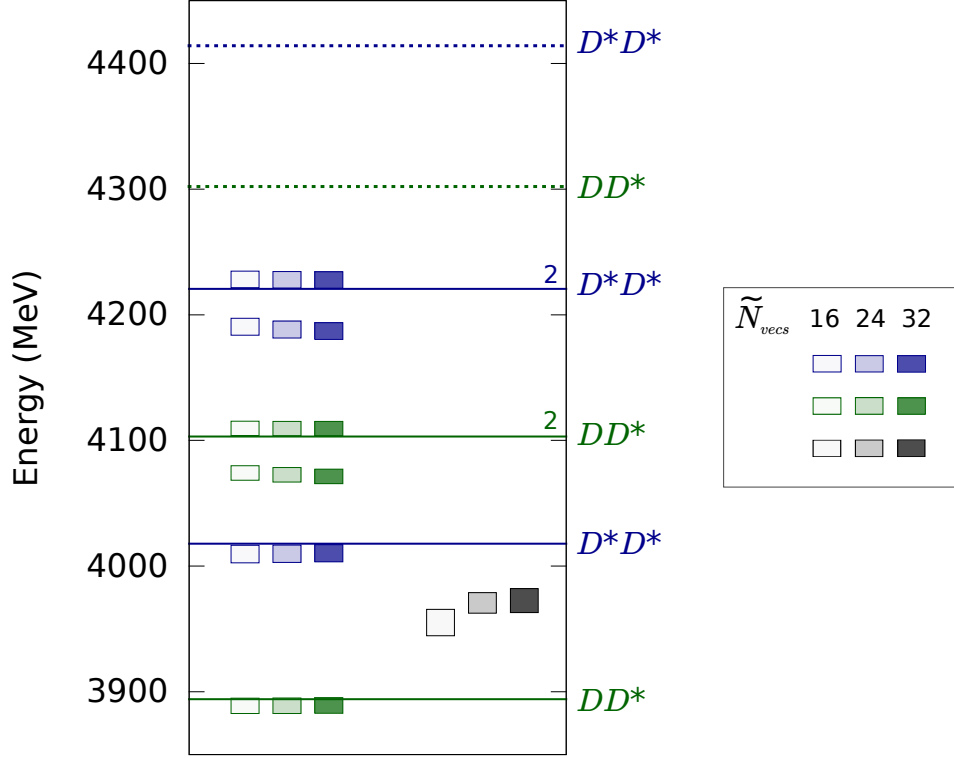 Energy (MeV)
4400
4300
4200
4100
4000
3900
D*D*
DD*
2 D*D*
2 DD*
D*D*
DD*
Ñvecs 16 24 32